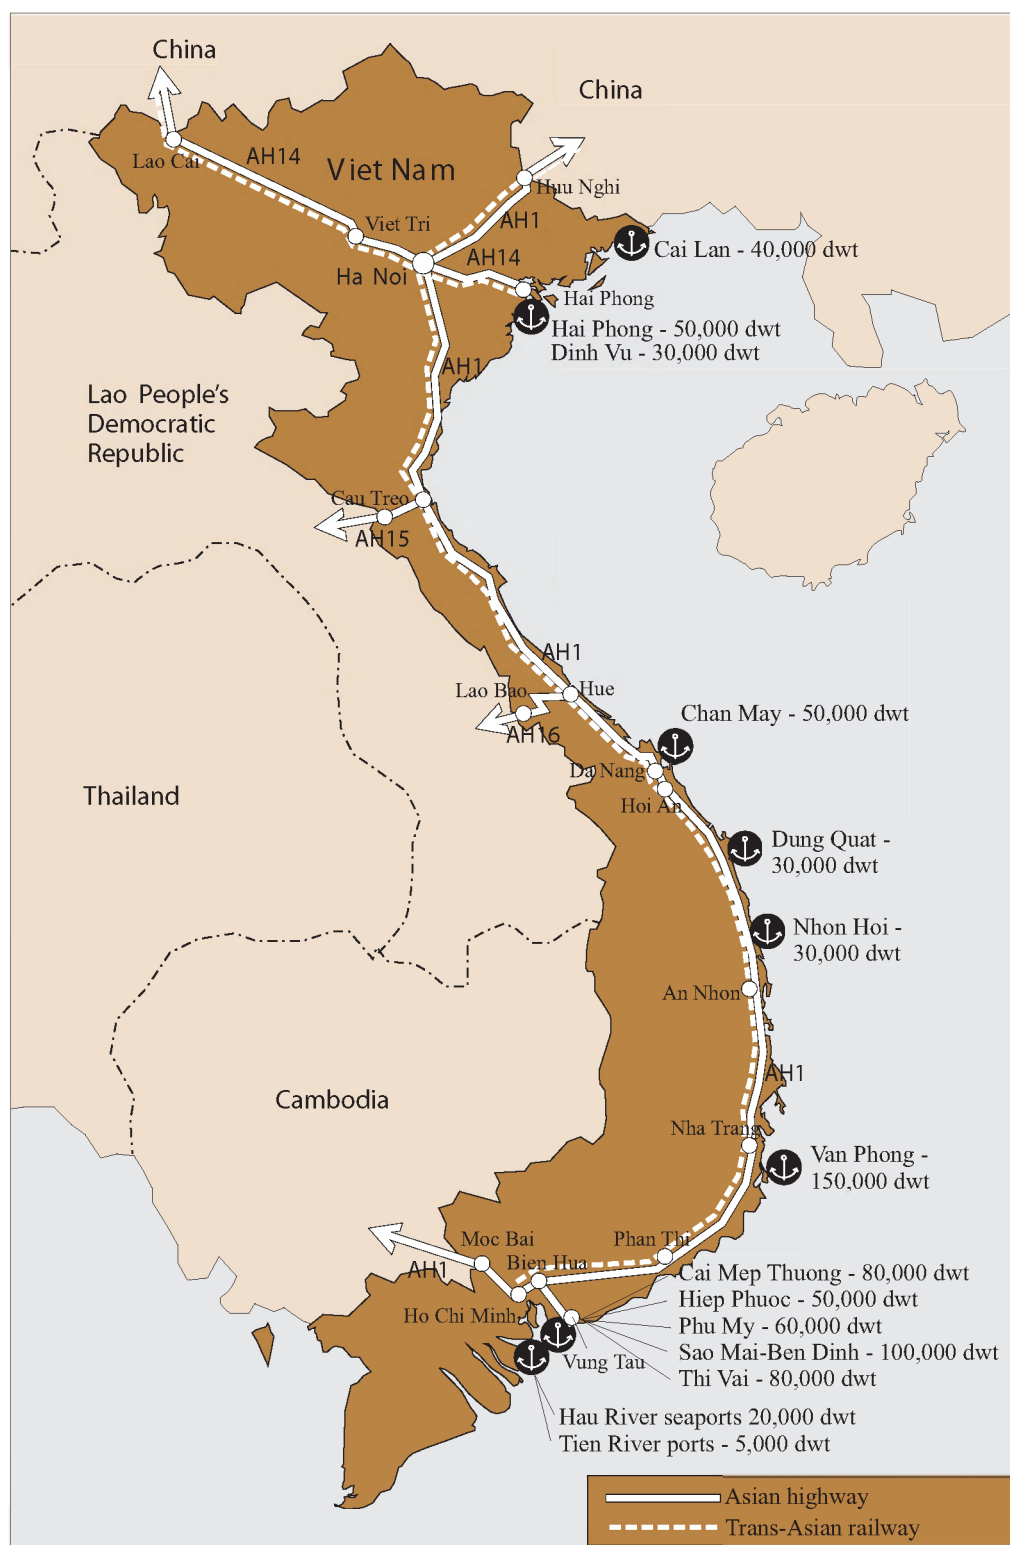 China
China
Lao Cai
AH14
Viet Nam
Huu Nghi
Viet Tri
AH1
AH14
Cai Lan - 40,000 dwt
Ha Noi
Hai Phong
Hai Phong - 50,000 dwt
Dinh Vu - 30,000 dwt
AH1
Lao People's
Democratic
Republic
Cau Treo
AH15
AH1
Lao Bao
Hue
AH16
Chan May - 50,000 dwt
Da Nang
Hoi An
Thailand
Dung Quat -
30,000 dwt
Nhon Hoi -
30,000 dwt
An Nhon
AH1
Cambodia
Nha Trang
Van Phong -
150,000 dwt
Moc Bai
Phan Thi
Bien Hua
AH1
Cai Mep Thuong - 80,000 dwt
Hiep Phuoc - 50,000 dwt
Ho Chi Minh
Phu My - 60,000 dwt
Sao Mai-Ben Dinh - 100,000 dwt
Vung Tau
Thi Vai - 80,000 dwt
Hau River seaports 20,000 dwt
Tien River ports - 5,000 dwt
Asian highway
Trans-Asian railway